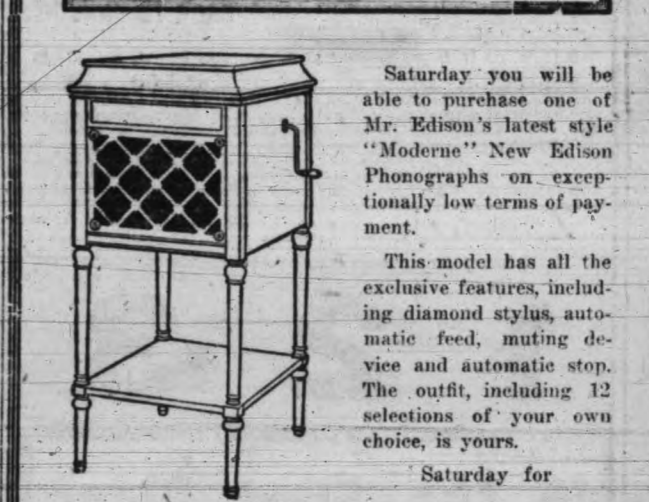 Saturday you will be
able to purchase one of
Mr. Edison's latest style
"Moderne" New Edison
Phonographs on excep-
tionally low terms of pay-
ment.
This model has all the
exclusive features, includ-
ing diamond stylus, auto-
matic feed, muting de-
vice and automatic stop.
The outfit, including 12
selections of your own
choice, is yours.
Saturday for